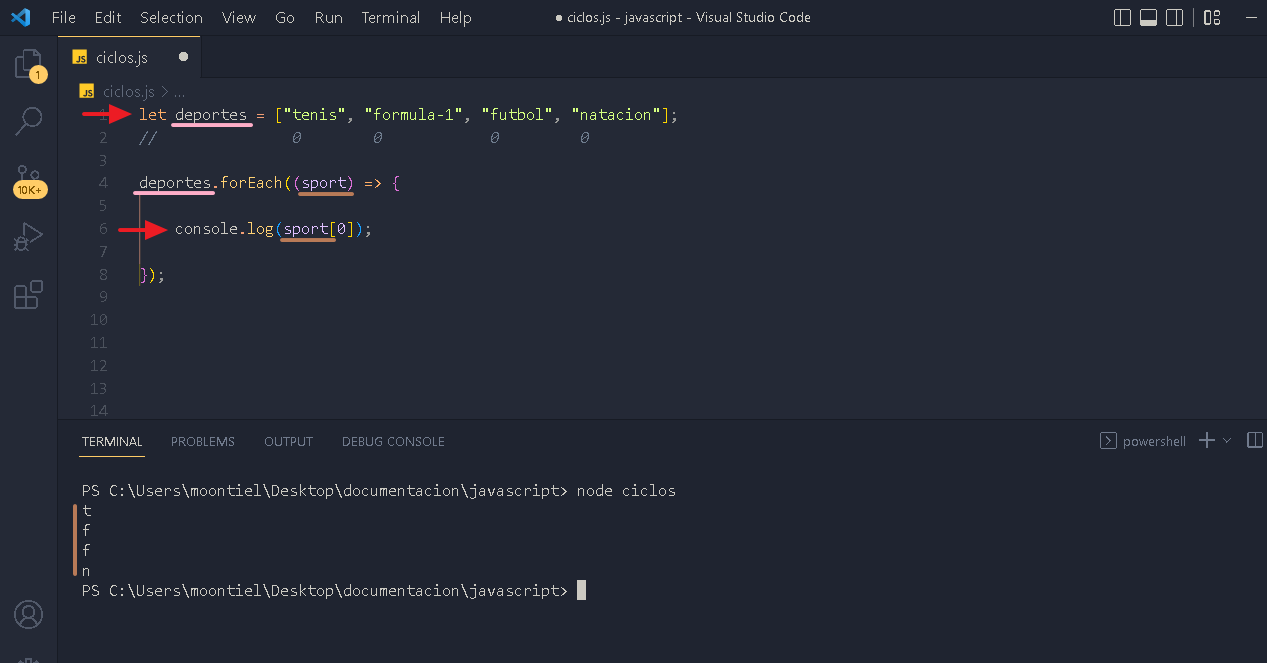 File Edit Selection View Go Run Terminal Help ● ciclos.js - javascript - Visual Studio Code
JS ciclos.js ●
1
JS ciclos.js > ...
1 let deportes = ["tenis", "formula-1", "futbol", "natacion"];
2 // 0 0 0 0
3
10K+
4 deportes.forEach((sport) => {
5
6 console.log(sport[0]);
7
8 });
9
10
11
12
13
14
TERMINAL PROBLEMS OUTPUT DEBUG CONSOLE powershell
PS C:\Users\moontiel\Desktop\documentacion\javascript> node ciclos
t
f
f
n
PS C:\Users\moontiel\Desktop\documentacion\javascript>